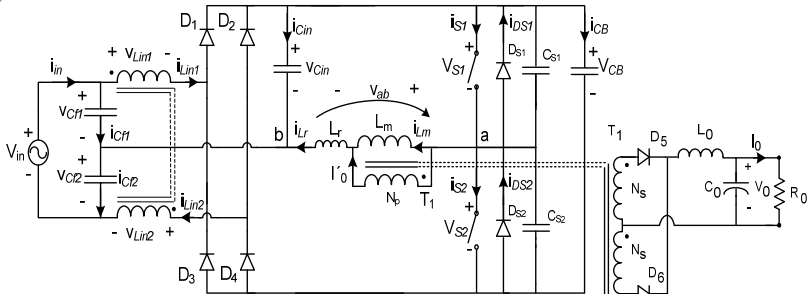 D1 D2
iCin
iS1 iDS1 iCB
+ vLin1 -
iin iLin1
+ vCin -
VS1 DS1 CS1
+ VCB -
vab
+ vCf1 -
Vin
iCf1
b iLr Lr Lm iLm a
+ vCf2 - iCf2
I'0 Np T1
iS2 iDS2
VS2 DS2 CS2
iLin2
- vLin2 +
D3 D4
T1 D5 L0 I0
Ns C0 V0 R0
Ns
D6